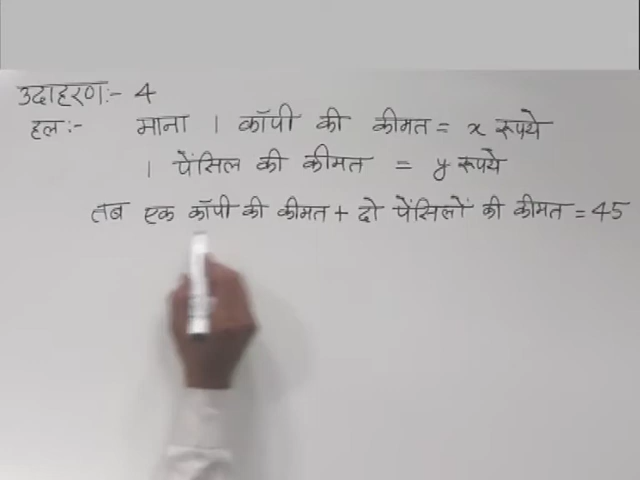 उदाहरण:- 4
हल:- माना 1 कॉपी की कीमत = x रूपये
1 पेंसिल की कीमत = y रूपये
तब एक कॉपी की कीमत + दो पेंसिलों की कीमत = 45